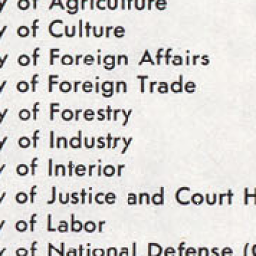 y of Agriculture
y of Culture
y of Foreign Affairs
y of Foreign Trade
y of Forestry
y of Industry
y of Interior
y of Justice and Court H
y of Labor
y of National Defense (